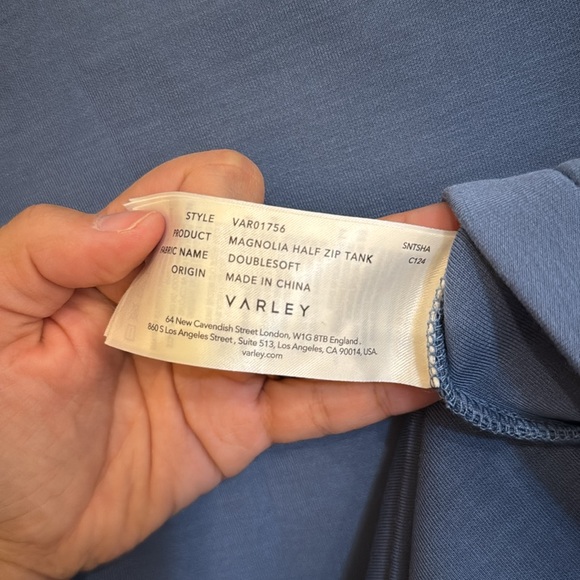 STYLE VAR01756
PRODUCT MAGNOLIA HALF ZIP TANK
FABRIC NAME DOUBLESOFT
ORIGIN MADE IN CHINA
SNTSHA
C124
VARLEY
64 New Cavendish Street London, W1G 8TB England.
860 S Los Angeles Street, Suite 513, Los Angeles, CA 90014, USA.
varley.com